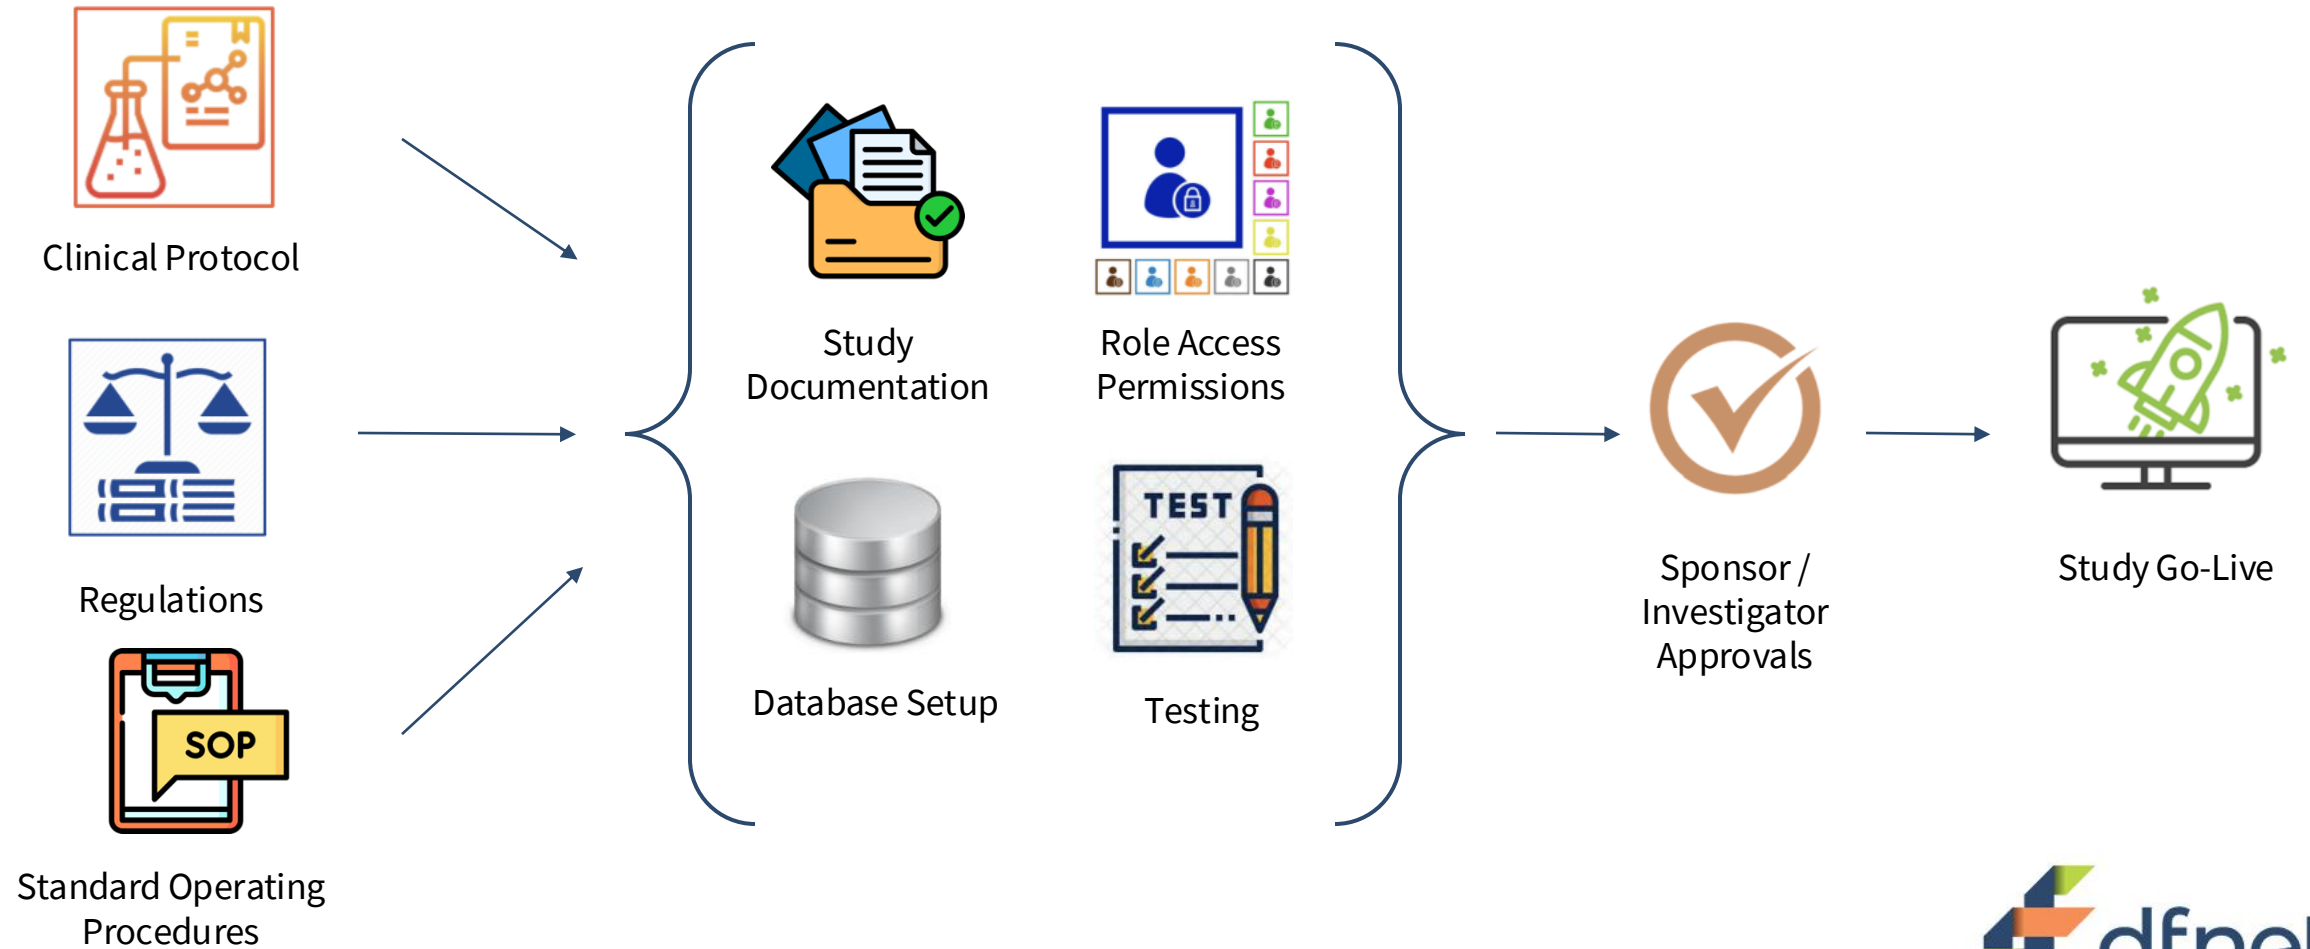 Clinical Protocol
Regulations
SOP
Standard Operating
Procedures
Study
Documentation
Role Access
Permissions
Database Setup
TEST
Testing
Sponsor /
Investigator
Approvals
Study Go-Live
dfnet